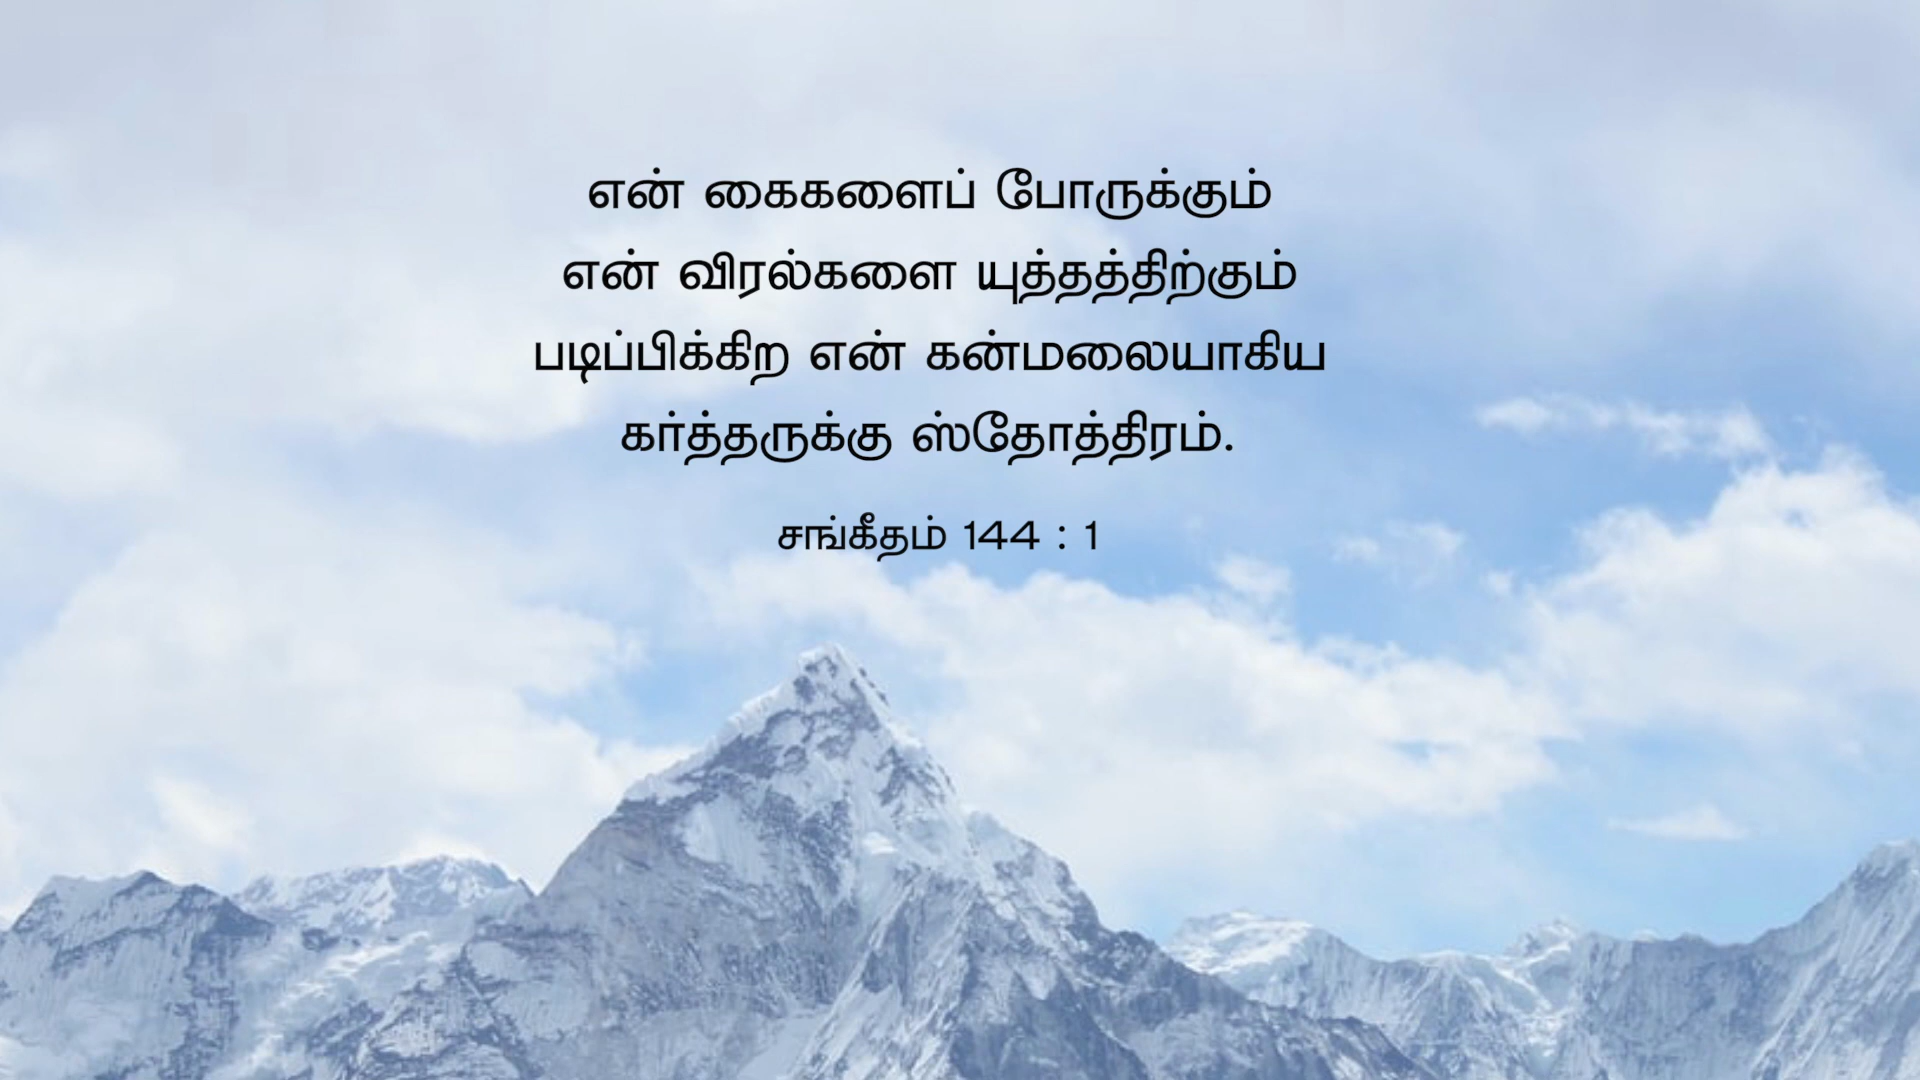 என் கைகளைப் போருக்கும்
என் விரல்களை யுத்தத்திற்கும்
படிப்பிக்கிற என் கன்மலையாகிய
கர்த்தருக்கு ஸ்தோத்திரம்.
சங்கீதம் 144 : 1